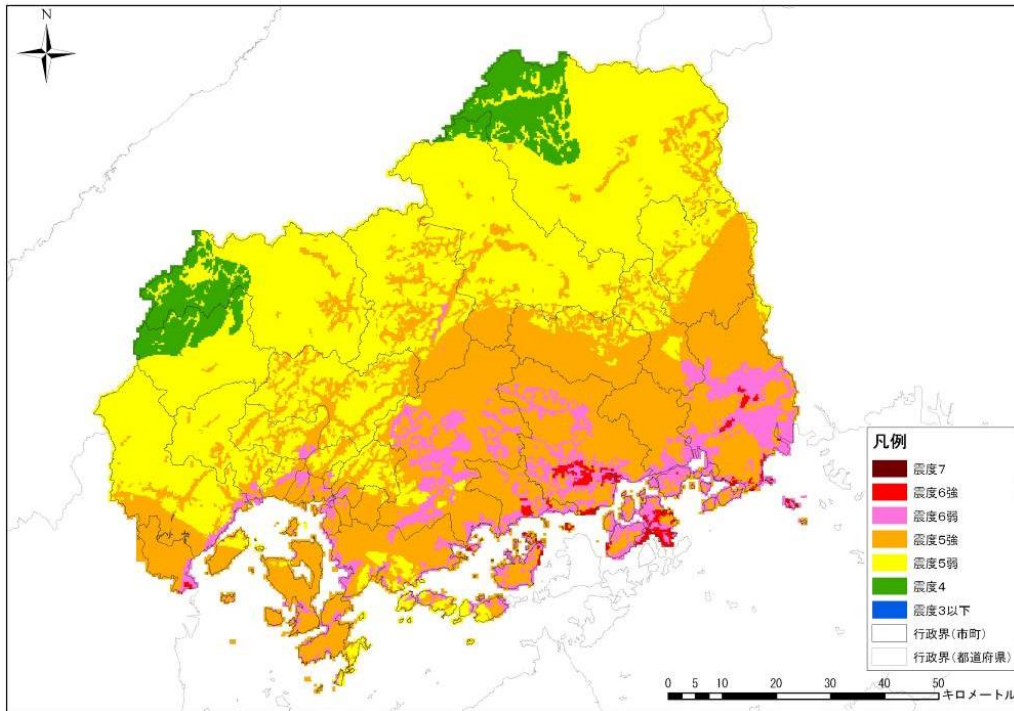 N
凡例
震度7
震度6強
震度6弱
震度5強
震度5弱
震度4
震度3以下
行政界(市町)
行政界(都道府県)
0 5 10 20 30 40 50
キロメートル